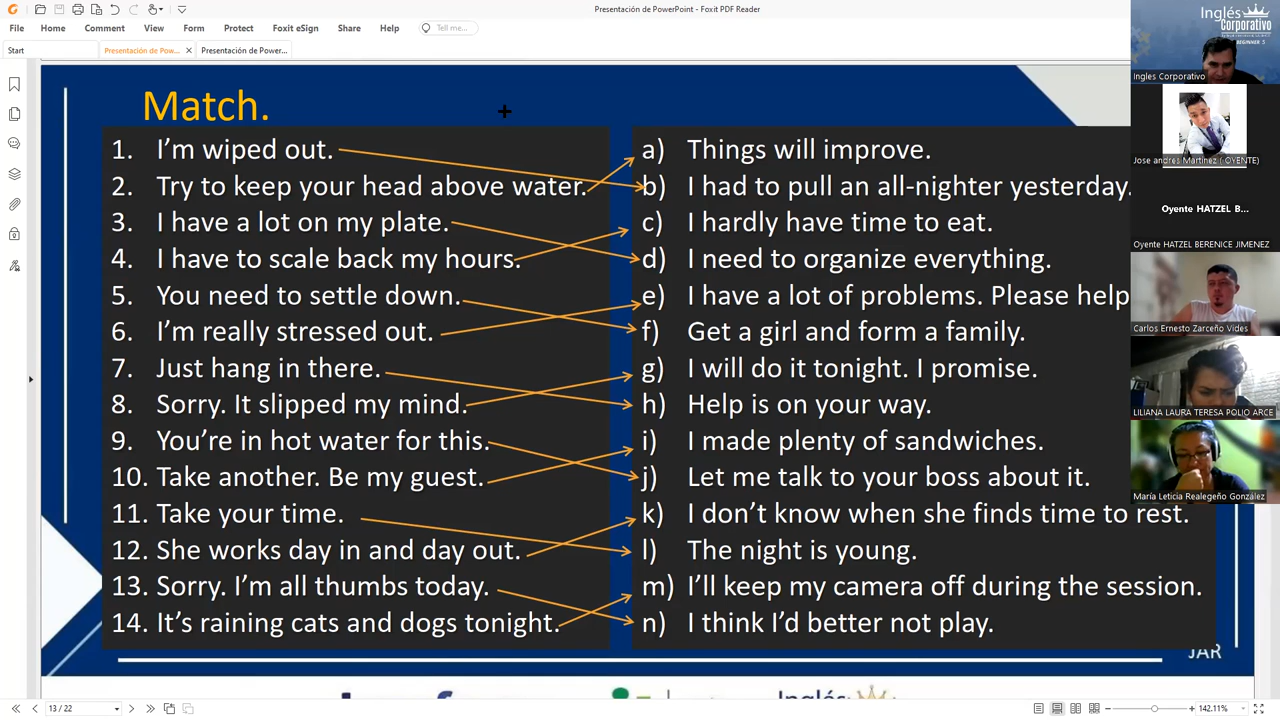 Presentación de PowerPoint - Foxit PDF Reader
File Home Comment View Form Protect Foxit eSign Share Help Tell me...
Start Presentación de Pow... × Presentación de Power...
Match.
1. I'm wiped out.
2. Try to keep your head above water.
3. I have a lot on my plate.
4. I have to scale back my hours.
5. You need to settle down.
6. I'm really stressed out.
7. Just hang in there.
8. Sorry. It slipped my mind.
9. You're in hot water for this.
10. Take another. Be my guest.
11. Take your time.
12. She works day in and day out.
13. Sorry. I'm all thumbs today.
14. It's raining cats and dogs tonight.
a) Things will improve.
b) I had to pull an all-nighter yesterday.
c) I hardly have time to eat.
d) I need to organize everything.
e) I have a lot of problems. Please help
f) Get a girl and form a family.
g) I will do it tonight. I promise.
h) Help is on your way.
i) I made plenty of sandwiches.
j) Let me talk to your boss about it.
k) I don't know when she finds time to rest.
l) The night is young.
m) I'll keep my camera off during the session.
n) I think I'd better not play.
JAR
Inglés
Corporativo
BEGINNER 5
Ingles Corporativo
Jose andres Martinez ( OYENTE)
Oyente HATZEL B...
Oyente HATZEL BERENICE JIMENEZ
Carlos Ernesto Zarceño Vides
LILIANA LAURA TERESA POLIO ARCE
María Leticia Realegeño González
Inglés
13 / 22
142.11%